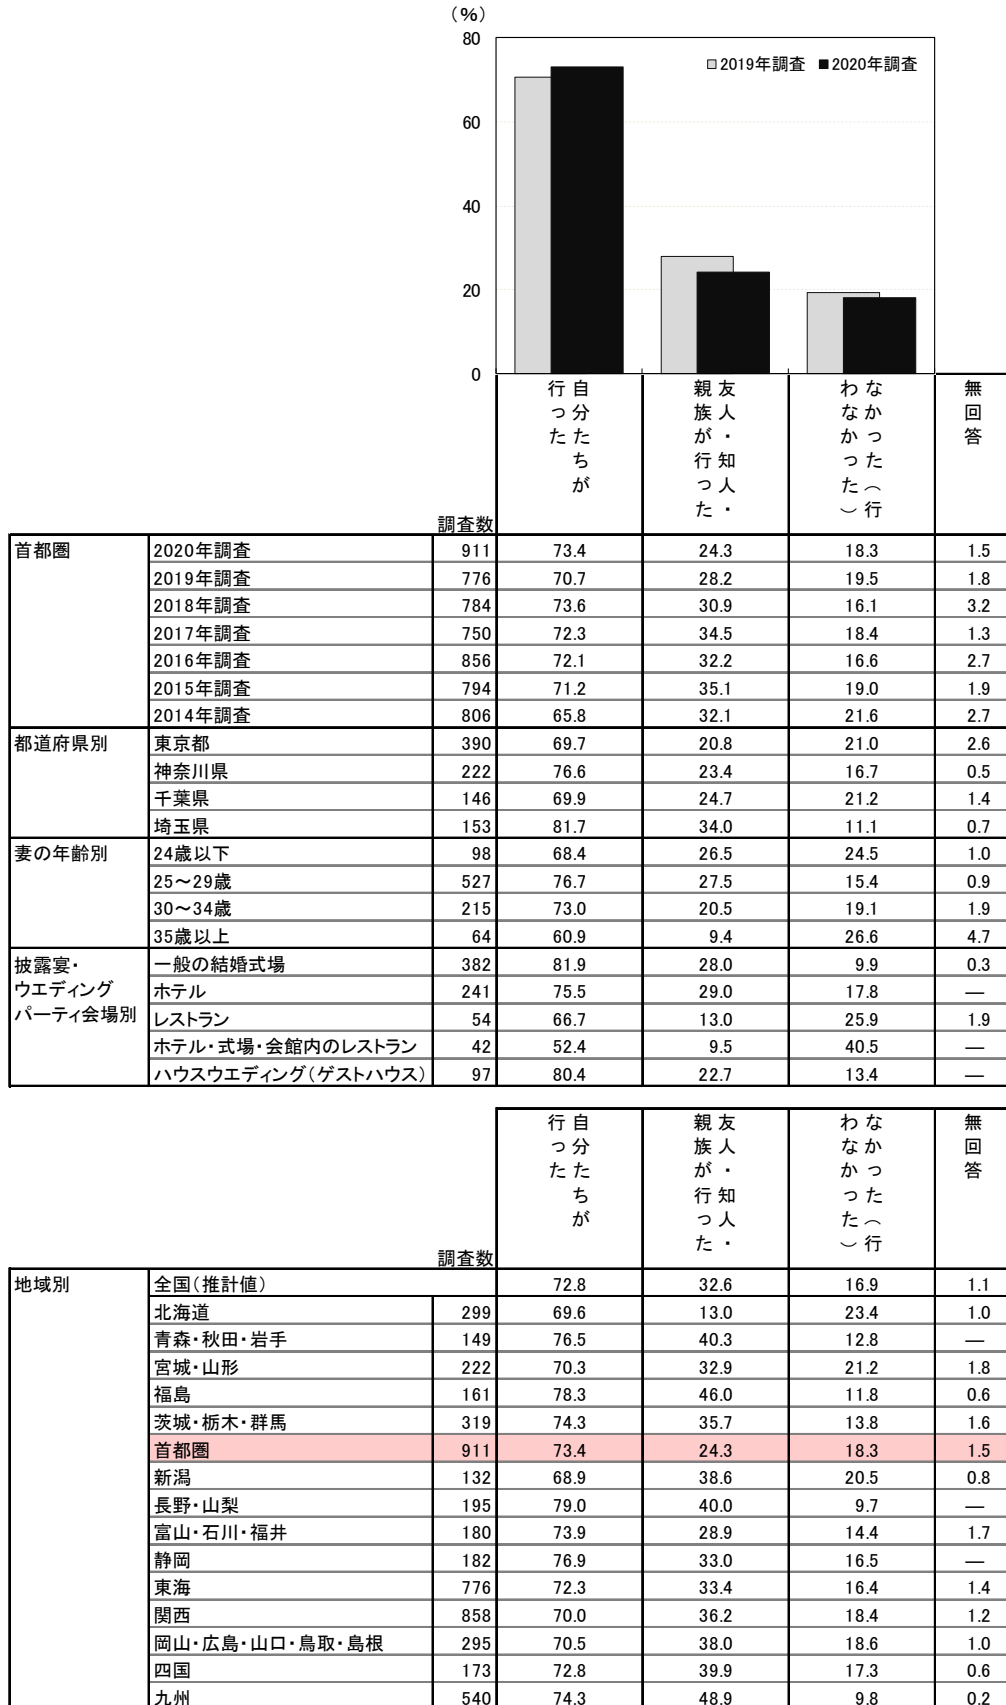 （%）
80
60
40
20
0
□2019年調査 ■2020年調査
自分たちが行った
友人・知人・親族が行った
なかった（行わなかった）
無回答
調査数
首都圏 2020年調査 911 73.4 24.3 18.3 1.5
2019年調査 776 70.7 28.2 19.5 1.8
2018年調査 784 73.6 30.9 16.1 3.2
2017年調査 750 72.3 34.5 18.4 1.3
2016年調査 856 72.1 32.2 16.6 2.7
2015年調査 794 71.2 35.1 19.0 1.9
2014年調査 806 65.8 32.1 21.6 2.7
都道府県別 東京都 390 69.7 20.8 21.0 2.6
神奈川県 222 76.6 23.4 16.7 0.5
千葉県 146 69.9 24.7 21.2 1.4
埼玉県 153 81.7 34.0 11.1 0.7
妻の年齢別 24歳以下 98 68.4 26.5 24.5 1.0
25～29歳 527 76.7 27.5 15.4 0.9
30～34歳 215 73.0 20.5 19.1 1.9
35歳以上 64 60.9 9.4 26.6 4.7
披露宴・ウエディングパーティ会場別 一般の結婚式場 382 81.9 28.0 9.9 0.3
ホテル 241 75.5 29.0 17.8 ―
レストラン 54 66.7 13.0 25.9 1.9
ホテル・式場・会館内のレストラン 42 52.4 9.5 40.5 ―
ハウスウエディング（ゲストハウス） 97 80.4 22.7 13.4 ―
自分たちが行った
友人・知人・親族が行った
なかった（行わなかった）
無回答
調査数
地域別 全国（推計値） 72.8 32.6 16.9 1.1
北海道 299 69.6 13.0 23.4 1.0
青森・秋田・岩手 149 76.5 40.3 12.8 ―
宮城・山形 222 70.3 32.9 21.2 1.8
福島 161 78.3 46.0 11.8 0.6
茨城・栃木・群馬 319 74.3 35.7 13.8 1.6
首都圏 911 73.4 24.3 18.3 1.5
新潟 132 68.9 38.6 20.5 0.8
長野・山梨 195 79.0 40.0 9.7 ―
富山・石川・福井 180 73.9 28.9 14.4 1.7
静岡 182 76.9 33.0 16.5 ―
東海 776 72.3 33.4 16.4 1.4
関西 858 70.0 36.2 18.4 1.2
岡山・広島・山口・鳥取・島根 295 70.5 38.0 18.6 1.0
四国 173 72.8 39.9 17.3 0.6
九州 540 74.3 48.9 9.8 0.2